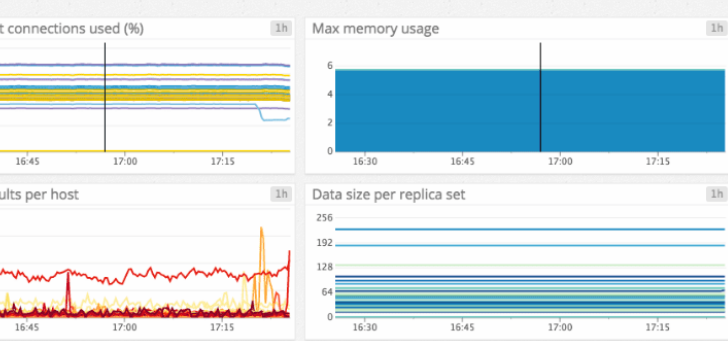 t connections used (%) 1h
16:45 17:00 17:15
Max memory usage 1h
6
4
2
0
16:30 16:45 17:00 17:15
ults per host 1h
16:45 17:00 17:15
Data size per replica set 1h
256
192
128
64
0
16:30 16:45 17:00 17:15